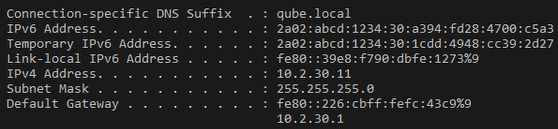 Connection-specific DNS Suffix  . : qube.local
IPv6 Address. . . . . . . . . . . : 2a02:abcd:1234:30:a394:fd28:4700:c5a3
Temporary IPv6 Address. . . . . . : 2a02:abcd:1234:30:1cdd:4948:cc39:2d27
Link-local IPv6 Address . . . . . : fe80::39e8:f790:dbfe:1273%9
IPv4 Address. . . . . . . . . . . : 10.2.30.11
Subnet Mask . . . . . . . . . . . : 255.255.255.0
Default Gateway . . . . . . . . . : fe80::226:cbff:fefc:43c9%9
10.2.30.1